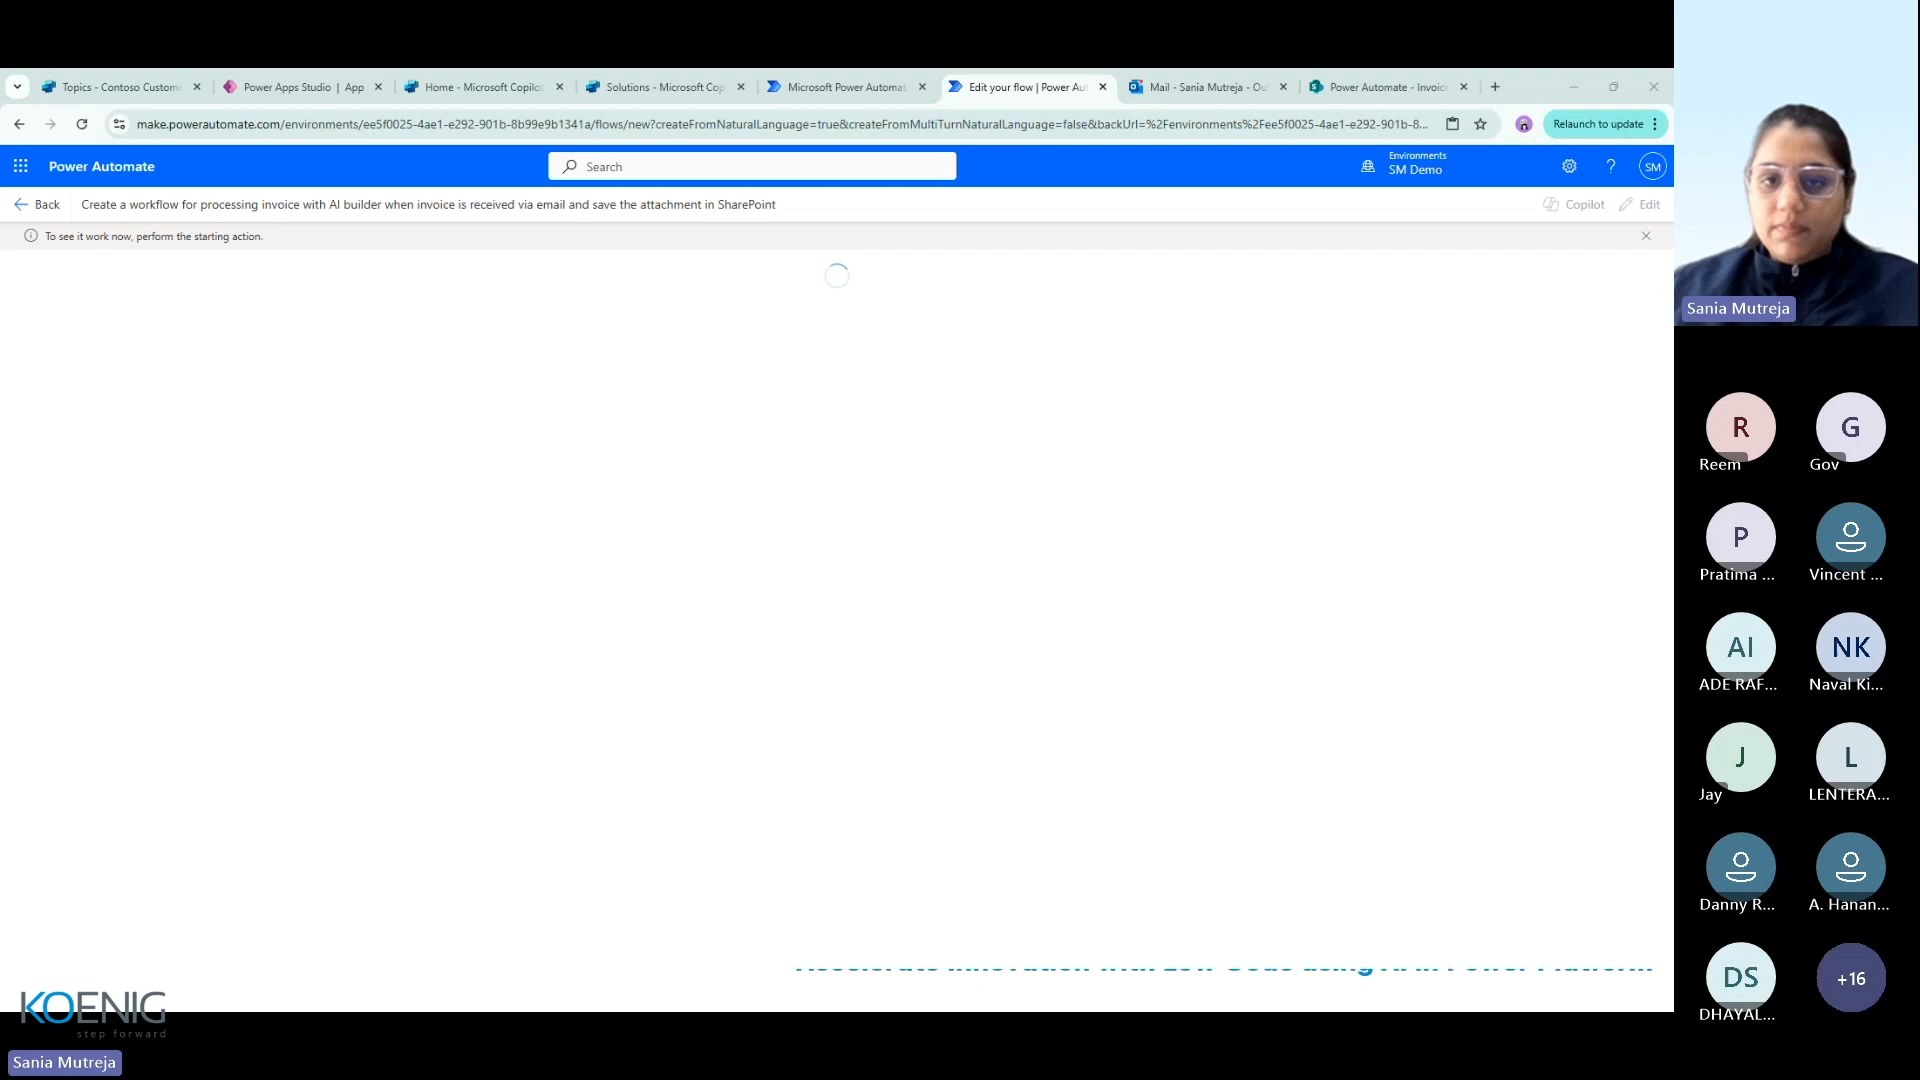 Topics - Contoso Custom
Power Apps Studio | App
Home - Microsoft Copilot
Solutions - Microsoft Cop
Microsoft Power Automat
Edit your flow | Power Au
Mail - Sania Mutreja - Ou
Power Automate - Invoice
make.powerautomate.com/environments/ee5f0025-4ae1-e292-901b-8b99e9b1341a/flows/new?createFromNaturalLanguage=true&createFromMultiTurnNaturalLanguage=false&backUrl=%2Fenvironments%2Fee5f0025-4ae1-e292-901b-8...
Relaunch to update
Power Automate
Search
Environments
SM Demo
?
SM
Back
Create a workflow for processing invoice with AI builder when invoice is received via email and save the attachment in SharePoint
Copilot
Edit
To see it work now, perform the starting action.
Sania Mutreja
R
G
Reem
Gov
P
Pratima ...
Vincent ...
AI
NK
ADE RAF...
Naval Ki...
J
L
Jay
LENTERA...
Danny R...
A. Hanan...
DS
+16
DHAYAL...
KOENIG
step forward
Sania Mutreja